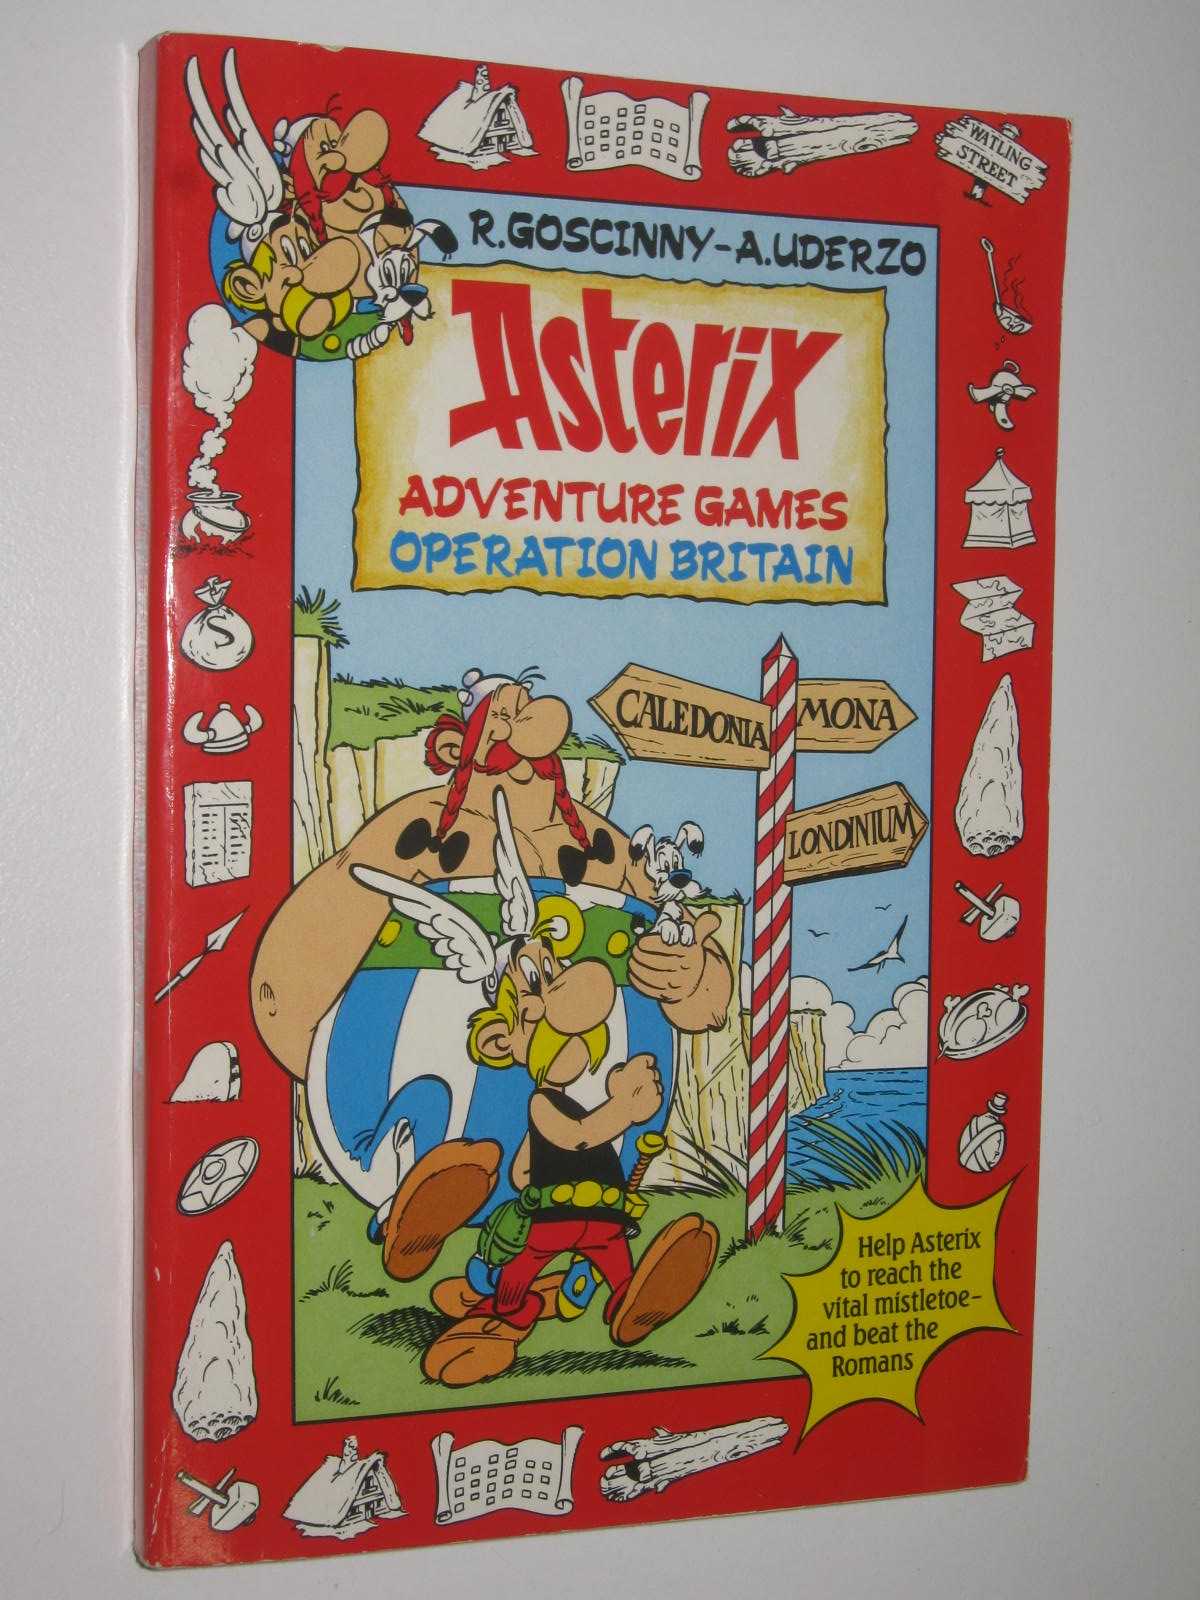 WATLING
STREET
R.GOSCINNY-A.UDERZO
Asterix
ADVENTURE GAMES
OPERATION BRITAIN
CALEDONIA
MONA
LONDINIUM
S
Help Asterix
to reach the
vital mistletoe-
and beat the
Romans